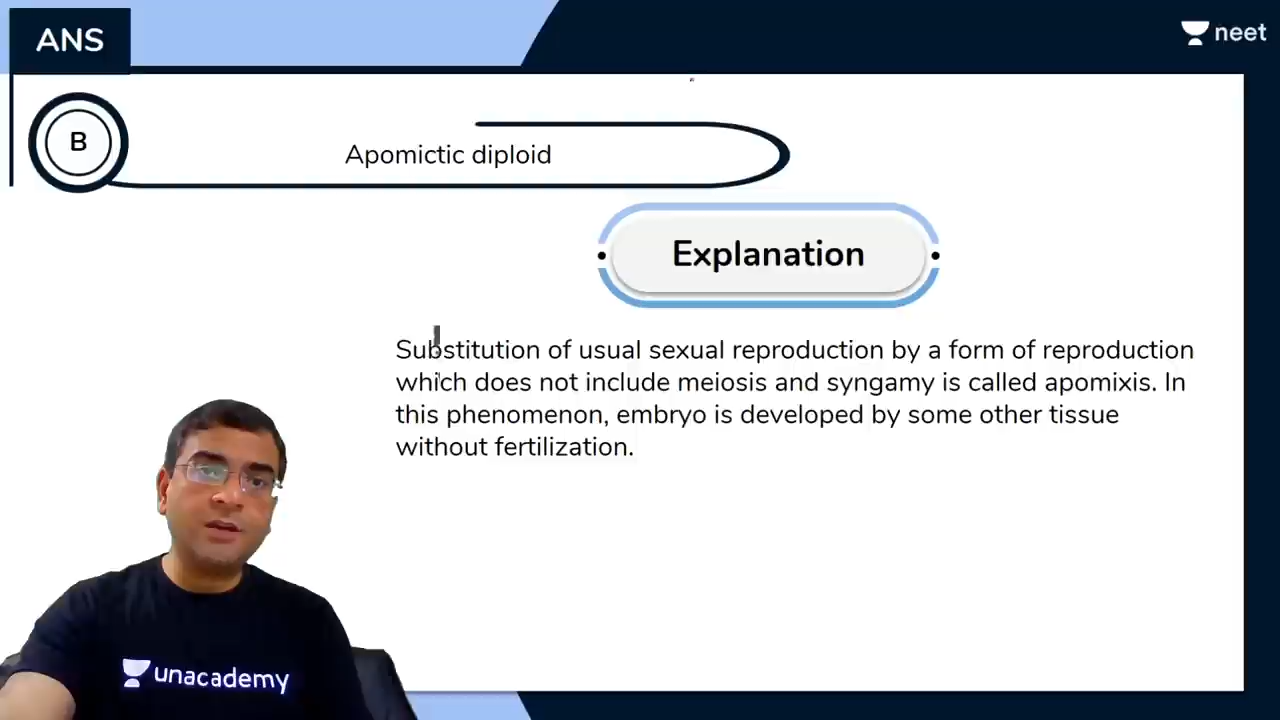 ANS
neet
B
Apomictic diploid
Explanation
Substitution of usual sexual reproduction by a form of reproduction
which does not include meiosis and syngamy is called apomixis. In
this phenomenon, embryo is developed by some other tissue
without fertilization.
unacademy